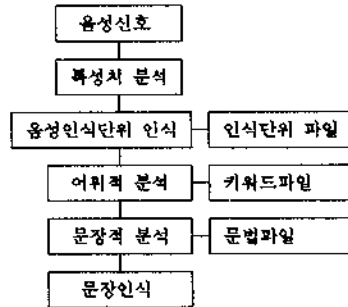 음성신호
특성차 분석
음성인식단위 인식
인식단위 파일
어휘적 분석
키워드파일
문장적 분석
문법파일
문장인식